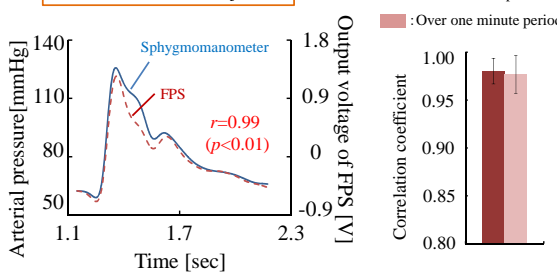 : Over one minute period
Arterial pressure[mmHg]
140
110
80
50
Sphygmomanometer
FPS
r=0.99
(p<0.01)
1.8
0.9
0
-0.9
Output voltage of FPS [V]
1.1
1.7
2.3
Time [sec]
Correlation coefficient
1.00
0.95
0.90
0.85
0.80